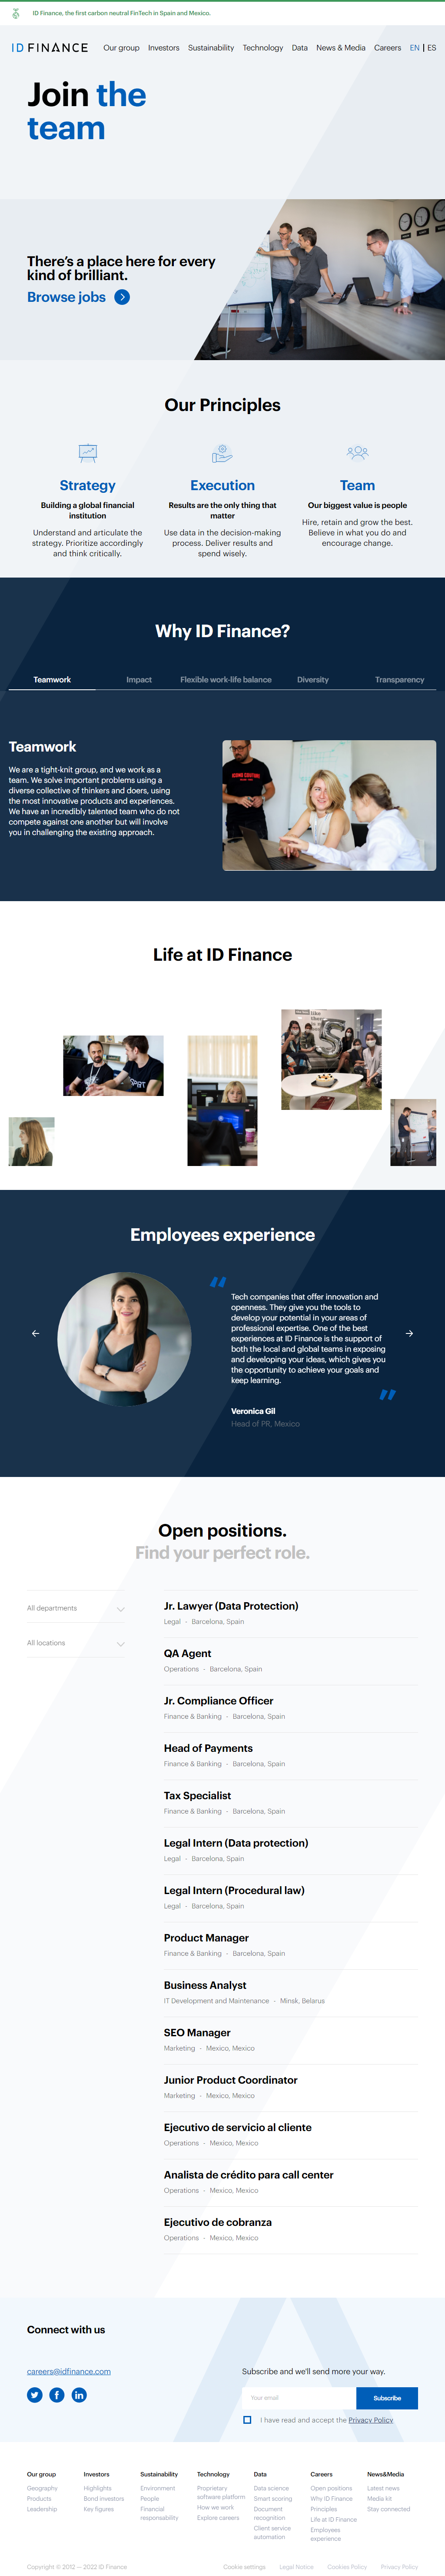 ID Finance, the first carbon neutral FinTech in Spain and Mexico.
ID FINANCE Our group Investors Sustainability Technology Data News & Media Careers EN | ES
Join the
team
There's a place here for every
kind of brilliant.
Browse jobs
Our Principles
Strategy
Building a global financial
institution
Understand and articulate the
strategy. Prioritize accordingly
and think critically.
Execution
Results are the only thing that
matter
Use data in the decision-making
process. Deliver results and
spend wisely.
Team
Our biggest value is people
Hire, retain and grow the best.
Believe in what you do and
encourage change.
Why ID Finance?
Teamwork Impact Flexible work-life balance Diversity Transparency
Teamwork
We are a tight-knit group, and we work as a
team. We solve important problems using a
diverse collective of thinkers and doers, using
the most innovative products and experiences.
We have an incredibly talented team who do not
compete against one another but will involve
you in challenging the existing approach.
Life at ID Finance
Employees experience
Tech companies that offer innovation and
openness. They give you the tools to
develop your potential in your areas of
professional expertise. One of the best
experiences at ID Finance is the support of
both the local and global teams in exposing
and developing your ideas, which gives you
the opportunity to achieve your goals and
keep learning.
Veronica Gil
Head of PR, Mexico
Open positions.
Find your perfect role.
All departments
All locations
Jr. Lawyer (Data Protection)
Legal - Barcelona, Spain
QA Agent
Operations - Barcelona, Spain
Jr. Compliance Officer
Finance & Banking - Barcelona, Spain
Head of Payments
Finance & Banking - Barcelona, Spain
Tax Specialist
Finance & Banking - Barcelona, Spain
Legal Intern (Data protection)
Legal - Barcelona, Spain
Legal Intern (Procedural law)
Legal - Barcelona, Spain
Product Manager
Finance & Banking - Barcelona, Spain
Business Analyst
IT Development and Maintenance - Minsk, Belarus
SEO Manager
Marketing - Mexico, Mexico
Junior Product Coordinator
Marketing - Mexico, Mexico
Ejecutivo de servicio al cliente
Operations - Mexico, Mexico
Analista de crédito para call center
Operations - Mexico, Mexico
Ejecutivo de cobranza
Operations - Mexico, Mexico
Connect with us
careers@idfinance.com
Subscribe and we'll send more your way.
Your email
Subscribe
I have read and accept the Privacy Policy
Our group
Geography
Products
Leadership
Investors
Highlights
Bond investors
Key figures
Sustainability
Environment
People
Financial
responsability
Technology
Proprietary
software platform
How we work
Explore careers
Data
Data science
Smart scoring
Document
recognition
Client service
automation
Careers
Open positions
Why ID Finance
Principles
Life at ID Finance
Employees
experience
News&Media
Latest news
Media kit
Stay connected
Copyright © 2012 — 2022 ID Finance
Cookie settings Legal Notice Cookies Policy Privacy Policy